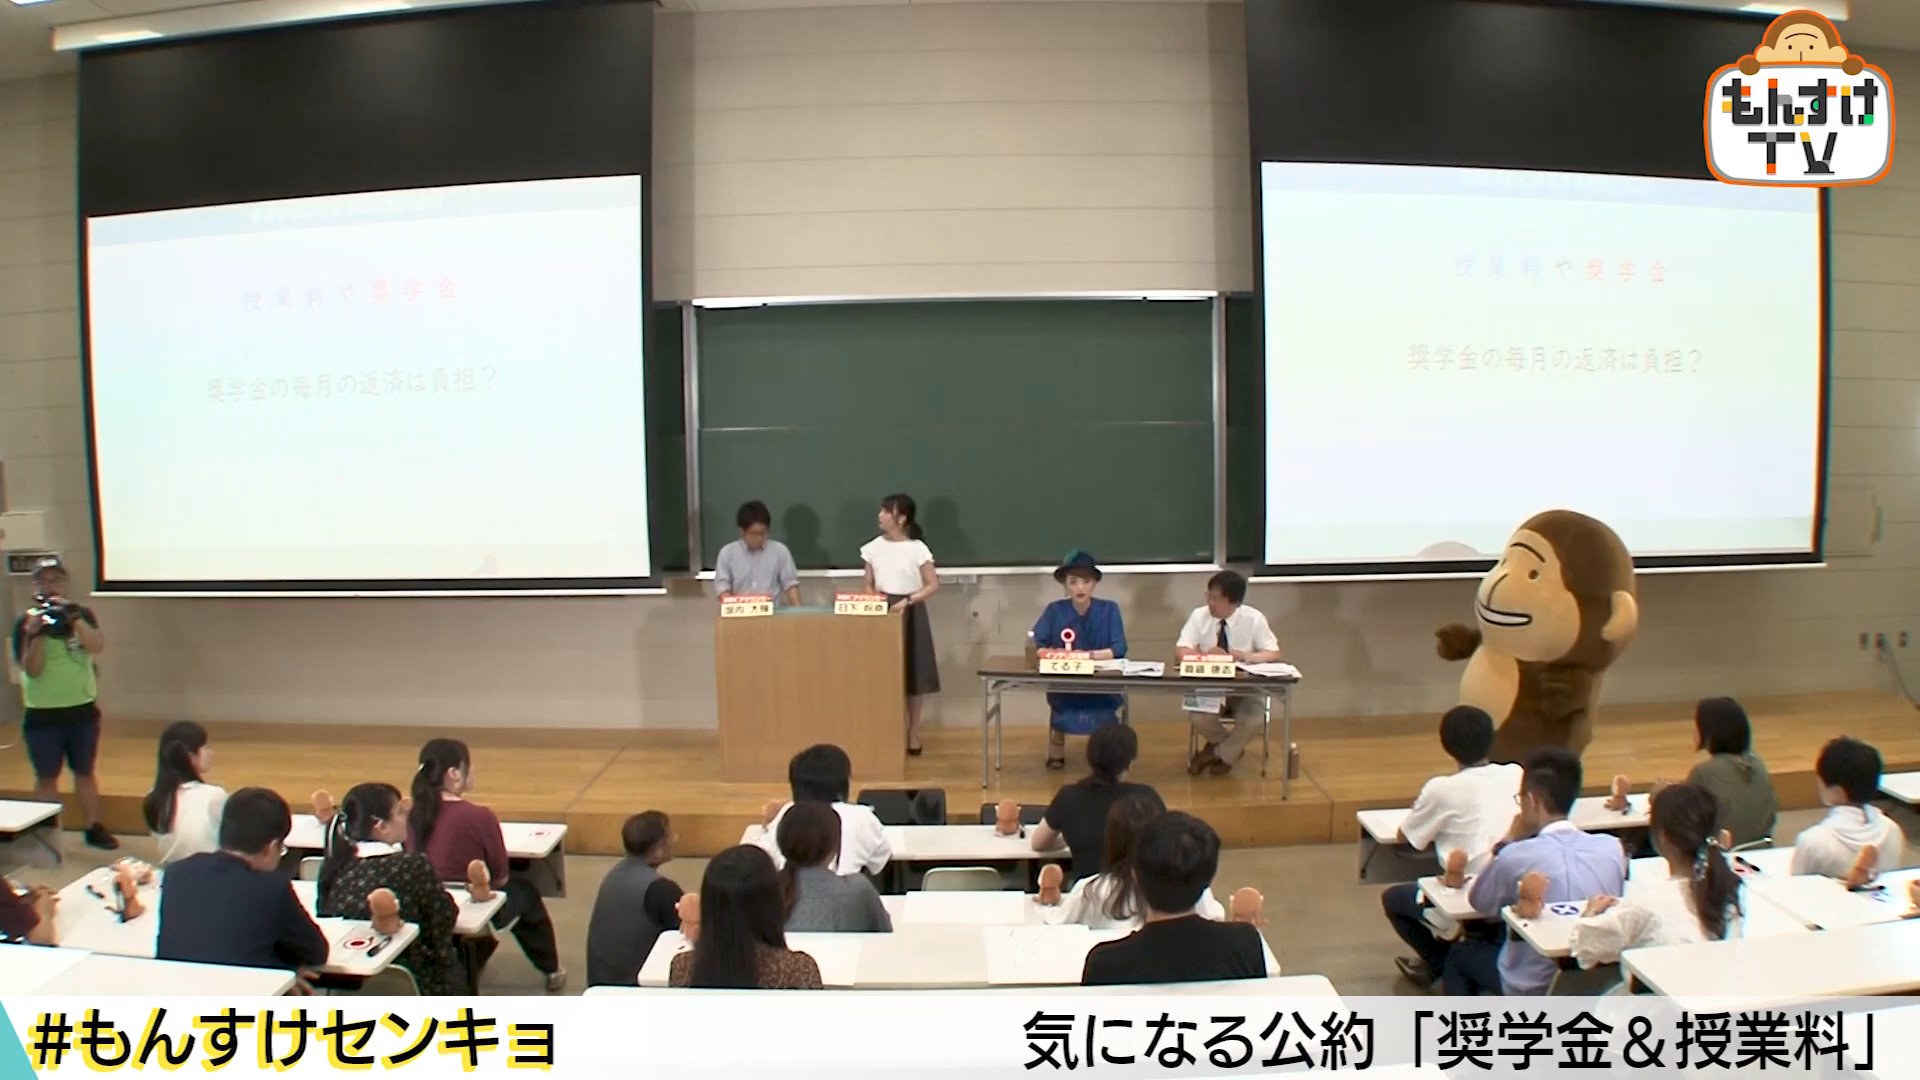 もんすけ
TV
授業料や奨学金
奨学金の毎月の返済は負担？
授業料や奨学金
奨学金の毎月の返済は負担？
てる子
#もんすけセンキョ
気になる公約「奨学金＆授業料」